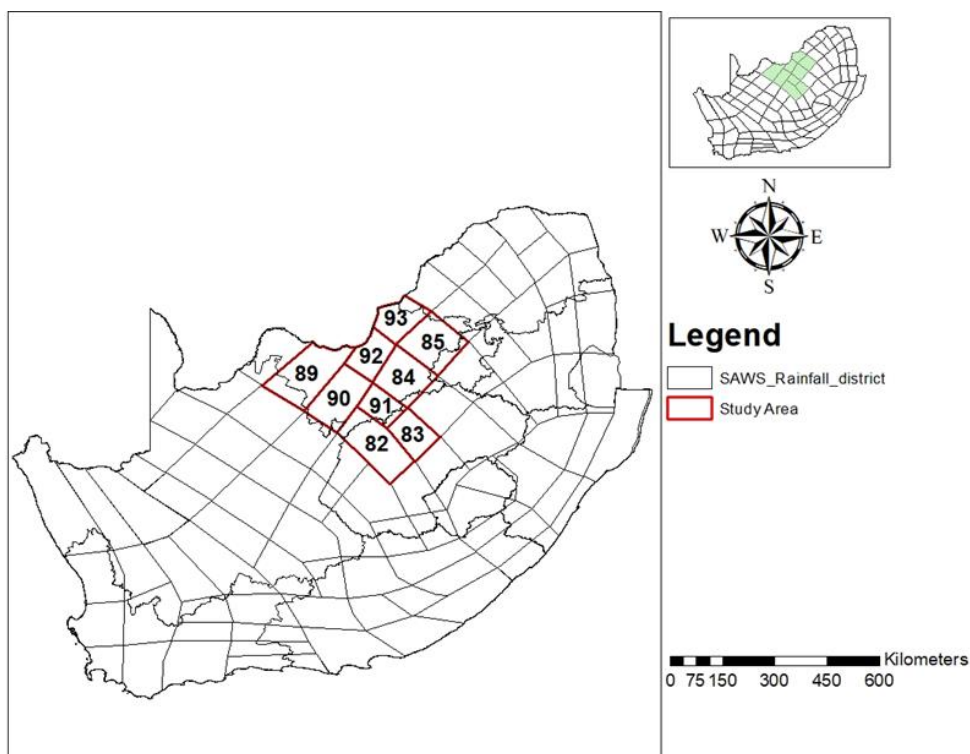 N
W E
S
93
85
92
89
84
90
91
83
82
Legend
SAWS_Rainfall_district
Study Area
Kilometers
0 75 150 300 450 600